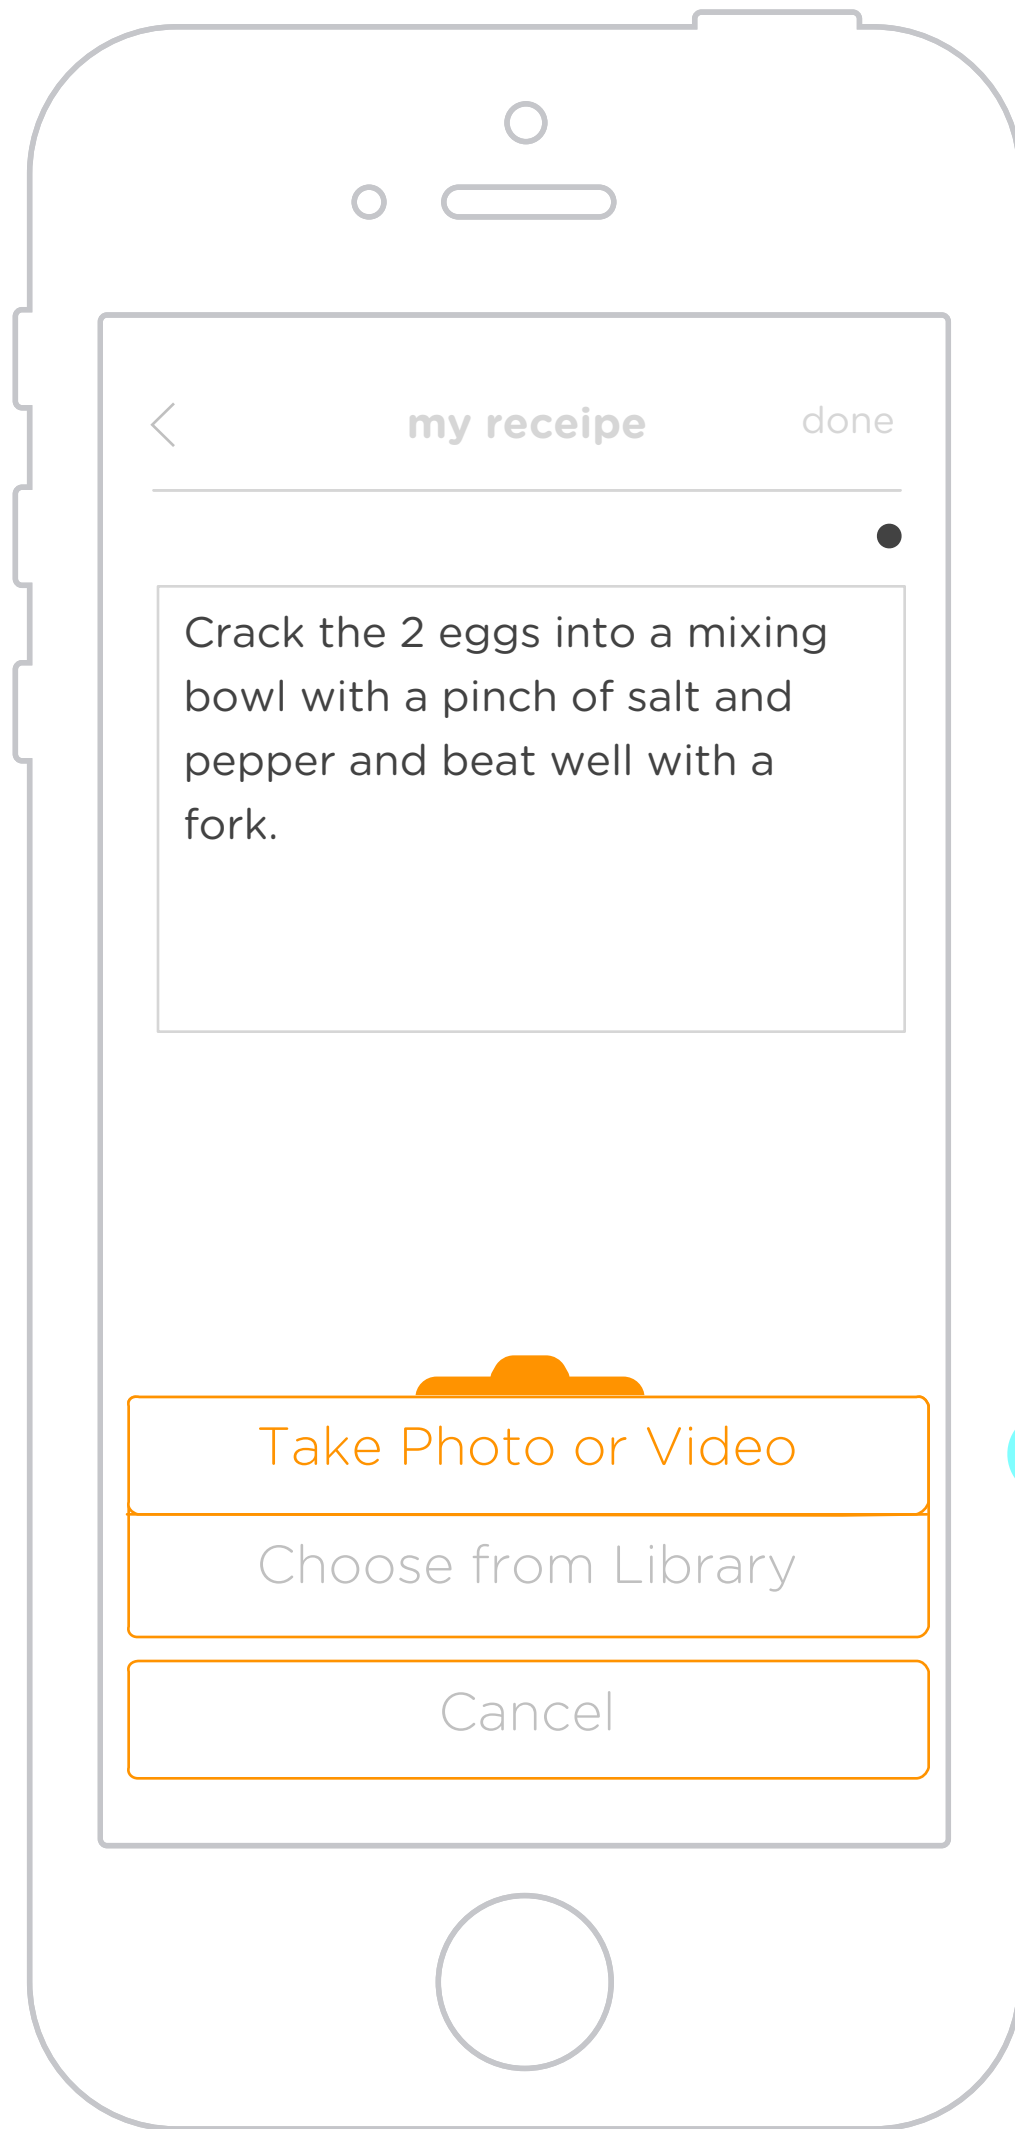 my receipe done
Crack the 2 eggs into a mixing
bowl with a pinch of salt and
pepper and beat well with a
fork.
Take Photo or Video
Choose from Library
Cancel